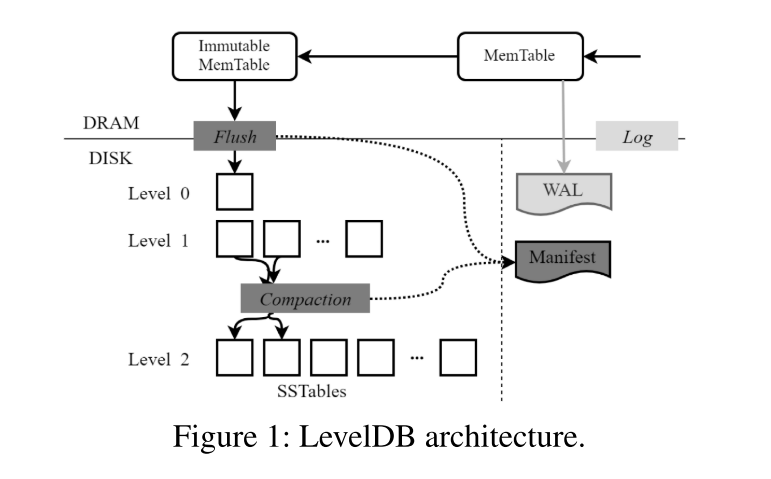 Immutable
MemTable
MemTable
DRAM
Flush
Log
DISK
Level 0
WAL
Level 1
...
Manifest
Compaction
Level 2
...
SSTables
Figure 1: LevelDB architecture.